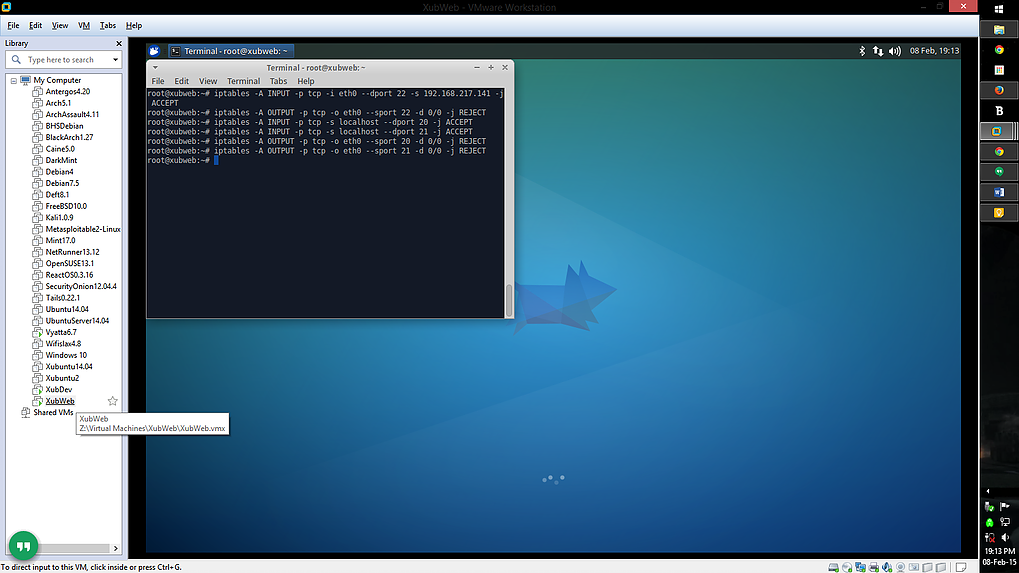 XubWeb - VMware Workstation
File Edit View VM Tabs Help
Library
Type here to search
My Computer
Antergos4.20
Arch5.1
ArchAssault4.11
BHSDebian
BlackArch1.27
Caine5.0
DarkMint
Debian4
Debian7.5
Deft8.1
FreeBSD10.0
Kali1.0.9
Metasploitable2-Linux
Mint17.0
NetRunner13.12
OpenSUSE13.1
ReactOS0.3.16
SecurityOnion12.04.4
Tails0.22.1
Ubuntu14.04
UbuntuServer14.04
Vyatta6.7
Wifislax4.8
Windows 10
Xubuntu14.04
Xubuntu2
XubDev
XubWeb
Shared VMs
XubWeb
Z:\Virtual Machines\XubWeb\XubWeb.vmx
Terminal - root@xubweb: ~
08 Feb, 19:13
Terminal - root@xubweb: ~
File Edit View Terminal Tabs Help
root@xubweb:~# iptables -A INPUT -p tcp -i eth0 --dport 22 -s 192.168.217.141 -j
ACCEPT
root@xubweb:~# iptables -A OUTPUT -p tcp -o eth0 --sport 22 -d 0/0 -j REJECT
root@xubweb:~# iptables -A INPUT -p tcp -s localhost --dport 20 -j ACCEPT
root@xubweb:~# iptables -A INPUT -p tcp -s localhost --dport 21 -j ACCEPT
root@xubweb:~# iptables -A OUTPUT -p tcp -o eth0 --sport 20 -d 0/0 -j REJECT
root@xubweb:~# iptables -A OUTPUT -p tcp -o eth0 --sport 21 -d 0/0 -j REJECT
root@xubweb:~#
B
19:13 PM
08-Feb-15
To direct input to this VM, click inside or press Ctrl+G.